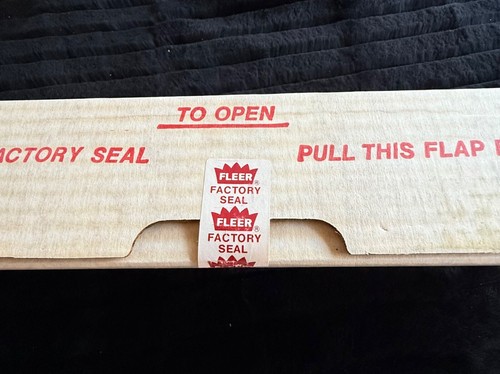 TO OPEN
ACTORY SEAL
PULL THIS FLAP
FLEER®
FACTORY
SEAL
FLEER®
FACTORY
SEAL